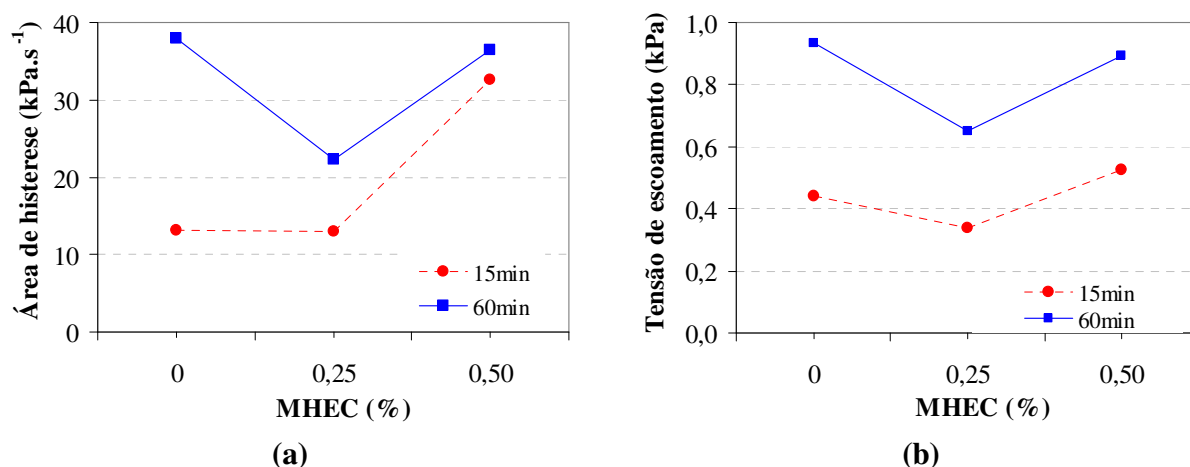 Área de histerese (kPa.s⁻¹)
40
30
20
10
0
0 0,25 0,50
MHEC (%)
15min
60min
(a)
Tensão de escoamento (kPa)
1,0
0,8
0,6
0,4
0,2
0,0
0 0,25 0,50
MHEC (%)
15min
60min
(b)